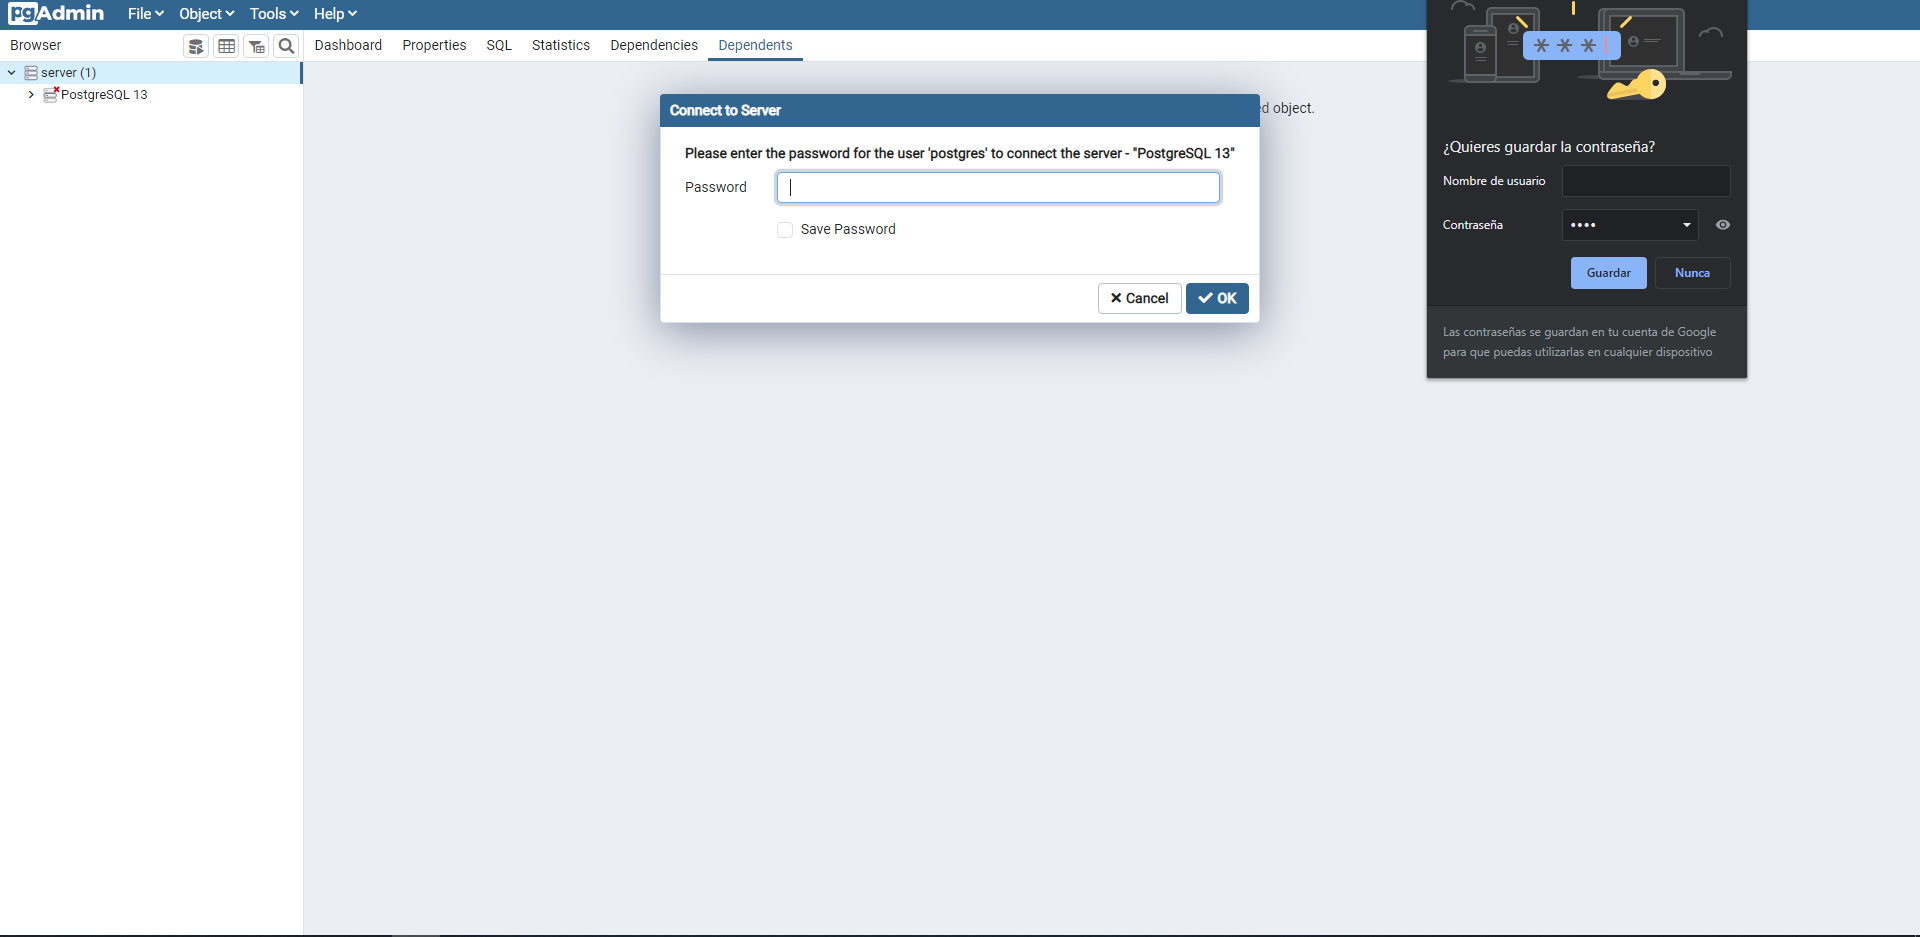 pgAdmin File Object Tools Help
Browser
Dashboard Properties SQL Statistics Dependencies Dependents
server (1)
PostgreSQL 13
object.
Connect to Server
Please enter the password for the user 'postgres' to connect the server - "PostgreSQL 13"
Password
Save Password
Cancel OK
* * *
¿Quieres guardar la contraseña?
Nombre de usuario
Contraseña ••••
Guardar Nunca
Las contraseñas se guardan en tu cuenta de Google
para que puedas utilizarlas en cualquier dispositivo